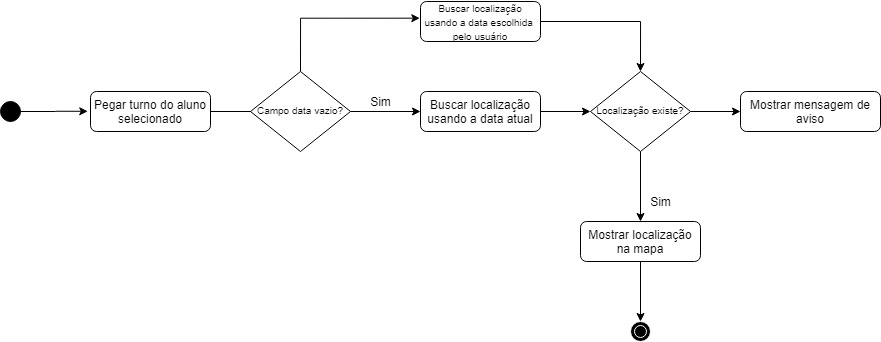 Buscar localização
usando a data escolhida
pelo usuário
Pegar turno do aluno
selecionado
Campo data vazio?
Sim
Buscar localização
usando a data atual
Localização existe?
Mostrar mensagem de
aviso
Sim
Mostrar localização
na mapa